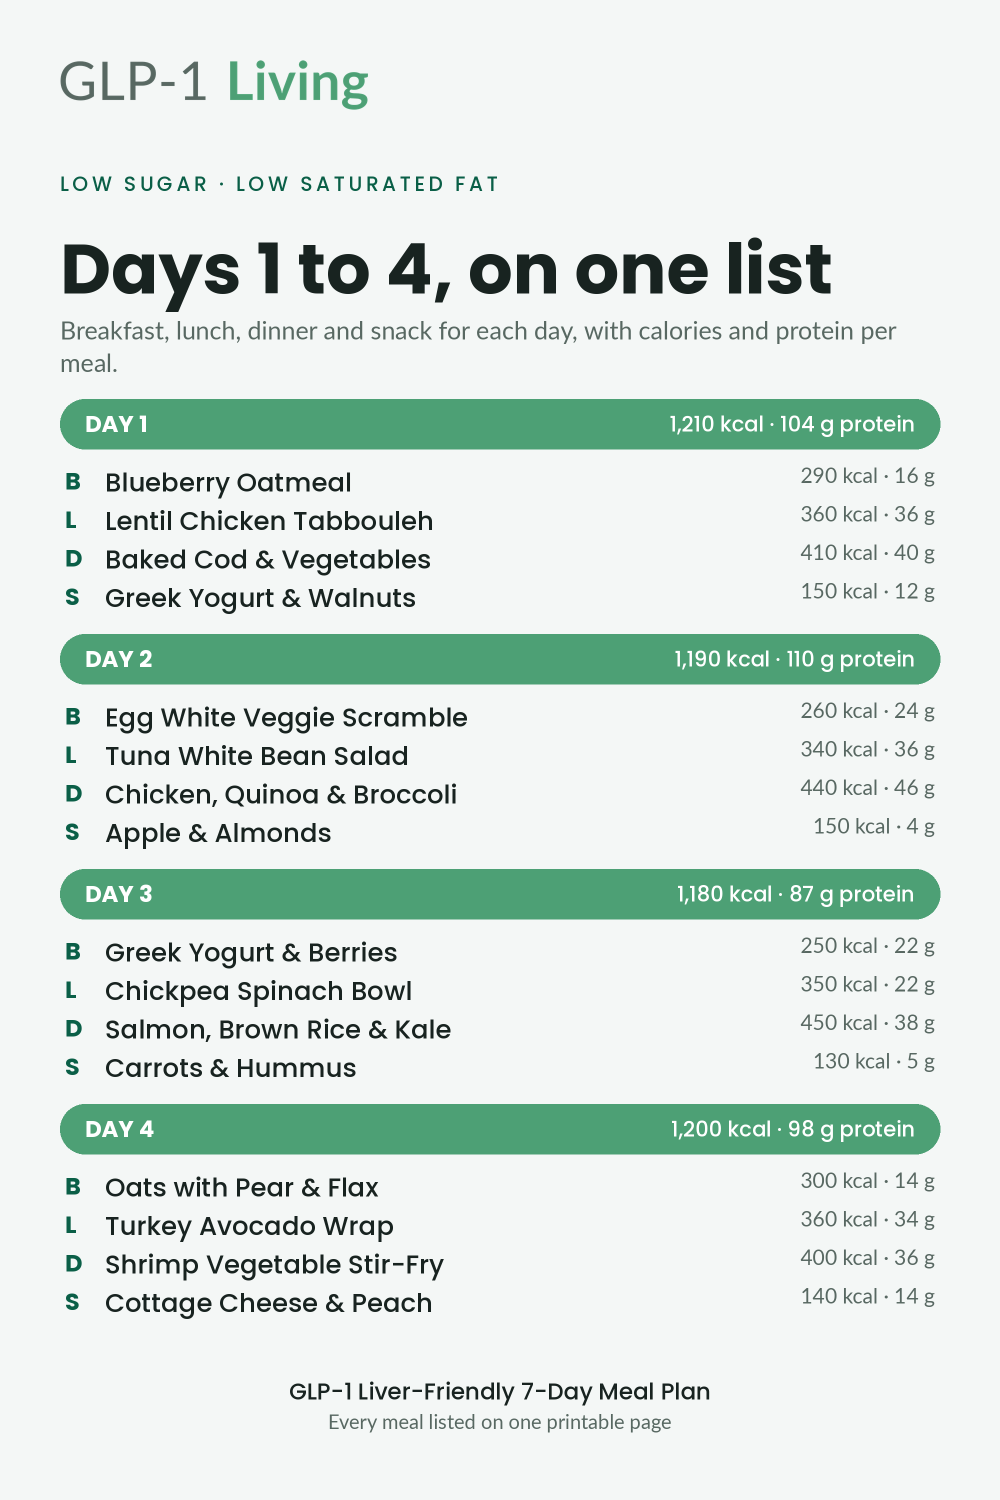 GLP-1 Living
LOW SUGAR · LOW SATURATED FAT
Days 1 to 4, on one list
Breakfast, lunch, dinner and snack for each day, with calories and protein per
meal.
DAY 1 1,210 kcal · 104 g protein
B Blueberry Oatmeal 290 kcal · 16 g
L Lentil Chicken Tabbouleh 360 kcal · 36 g
D Baked Cod & Vegetables 410 kcal · 40 g
S Greek Yogurt & Walnuts 150 kcal · 12 g
DAY 2 1,190 kcal · 110 g protein
B Egg White Veggie Scramble 260 kcal · 24 g
L Tuna White Bean Salad 340 kcal · 36 g
D Chicken, Quinoa & Broccoli 440 kcal · 46 g
S Apple & Almonds 150 kcal · 4 g
DAY 3 1,180 kcal · 87 g protein
B Greek Yogurt & Berries 250 kcal · 22 g
L Chickpea Spinach Bowl 350 kcal · 22 g
D Salmon, Brown Rice & Kale 450 kcal · 38 g
S Carrots & Hummus 130 kcal · 5 g
DAY 4 1,200 kcal · 98 g protein
B Oats with Pear & Flax 300 kcal · 14 g
L Turkey Avocado Wrap 360 kcal · 34 g
D Shrimp Vegetable Stir-Fry 400 kcal · 36 g
S Cottage Cheese & Peach 140 kcal · 14 g
GLP-1 Liver-Friendly 7-Day Meal Plan
Every meal listed on one printable page